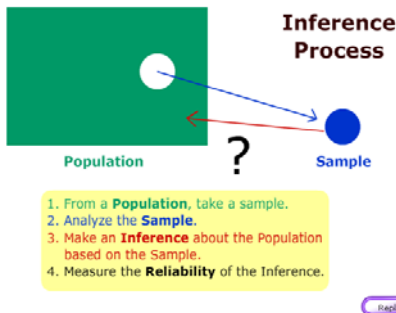 Inference
Process
Population
?
Sample
1. From a Population, take a sample.
2. Analyze the Sample.
3. Make an Inference about the Population
based on the Sample.
4. Measure the Reliability of the Inference.